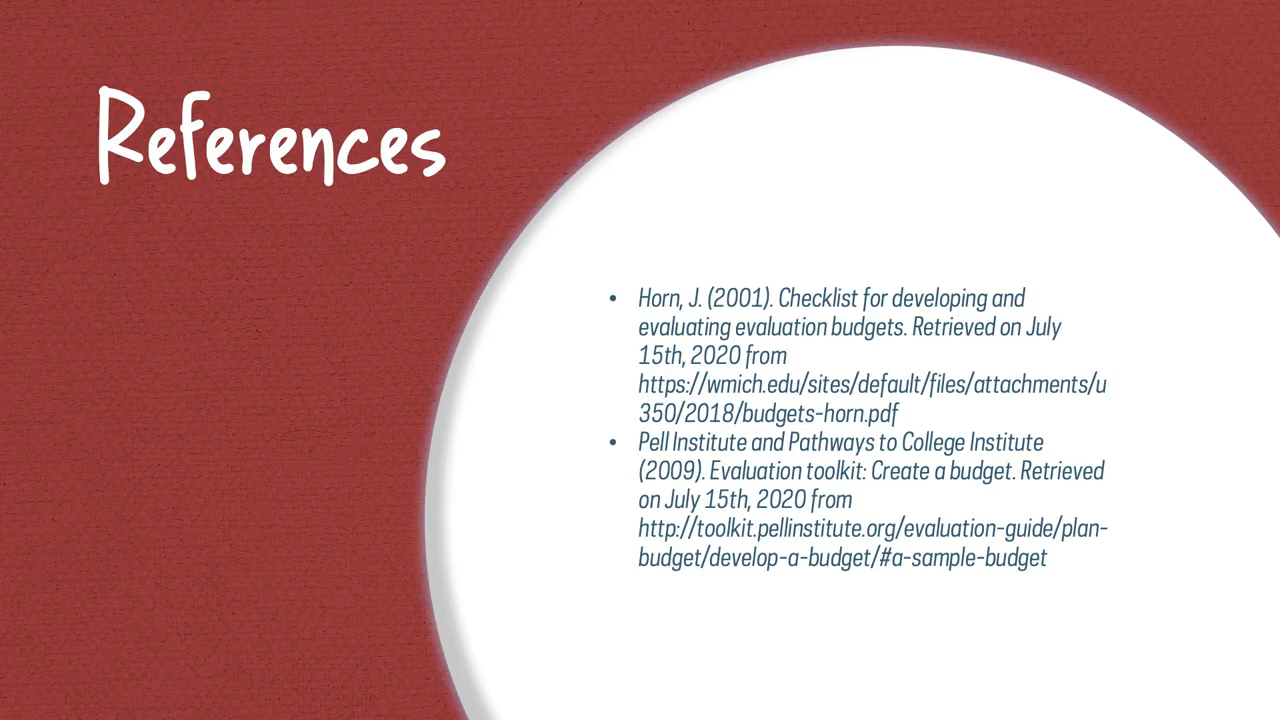 References
• Horn, J. (2001). Checklist for developing and
evaluating evaluation budgets. Retrieved on July
15th, 2020 from
https://wmich.edu/sites/default/files/attachments/u
350/2018/budgets-horn.pdf
• Pell Institute and Pathways to College Institute
(2009). Evaluation toolkit: Create a budget. Retrieved
on July 15th, 2020 from
http://toolkit.pellinstitute.org/evaluation-guide/plan-
budget/develop-a-budget/#a-sample-budget